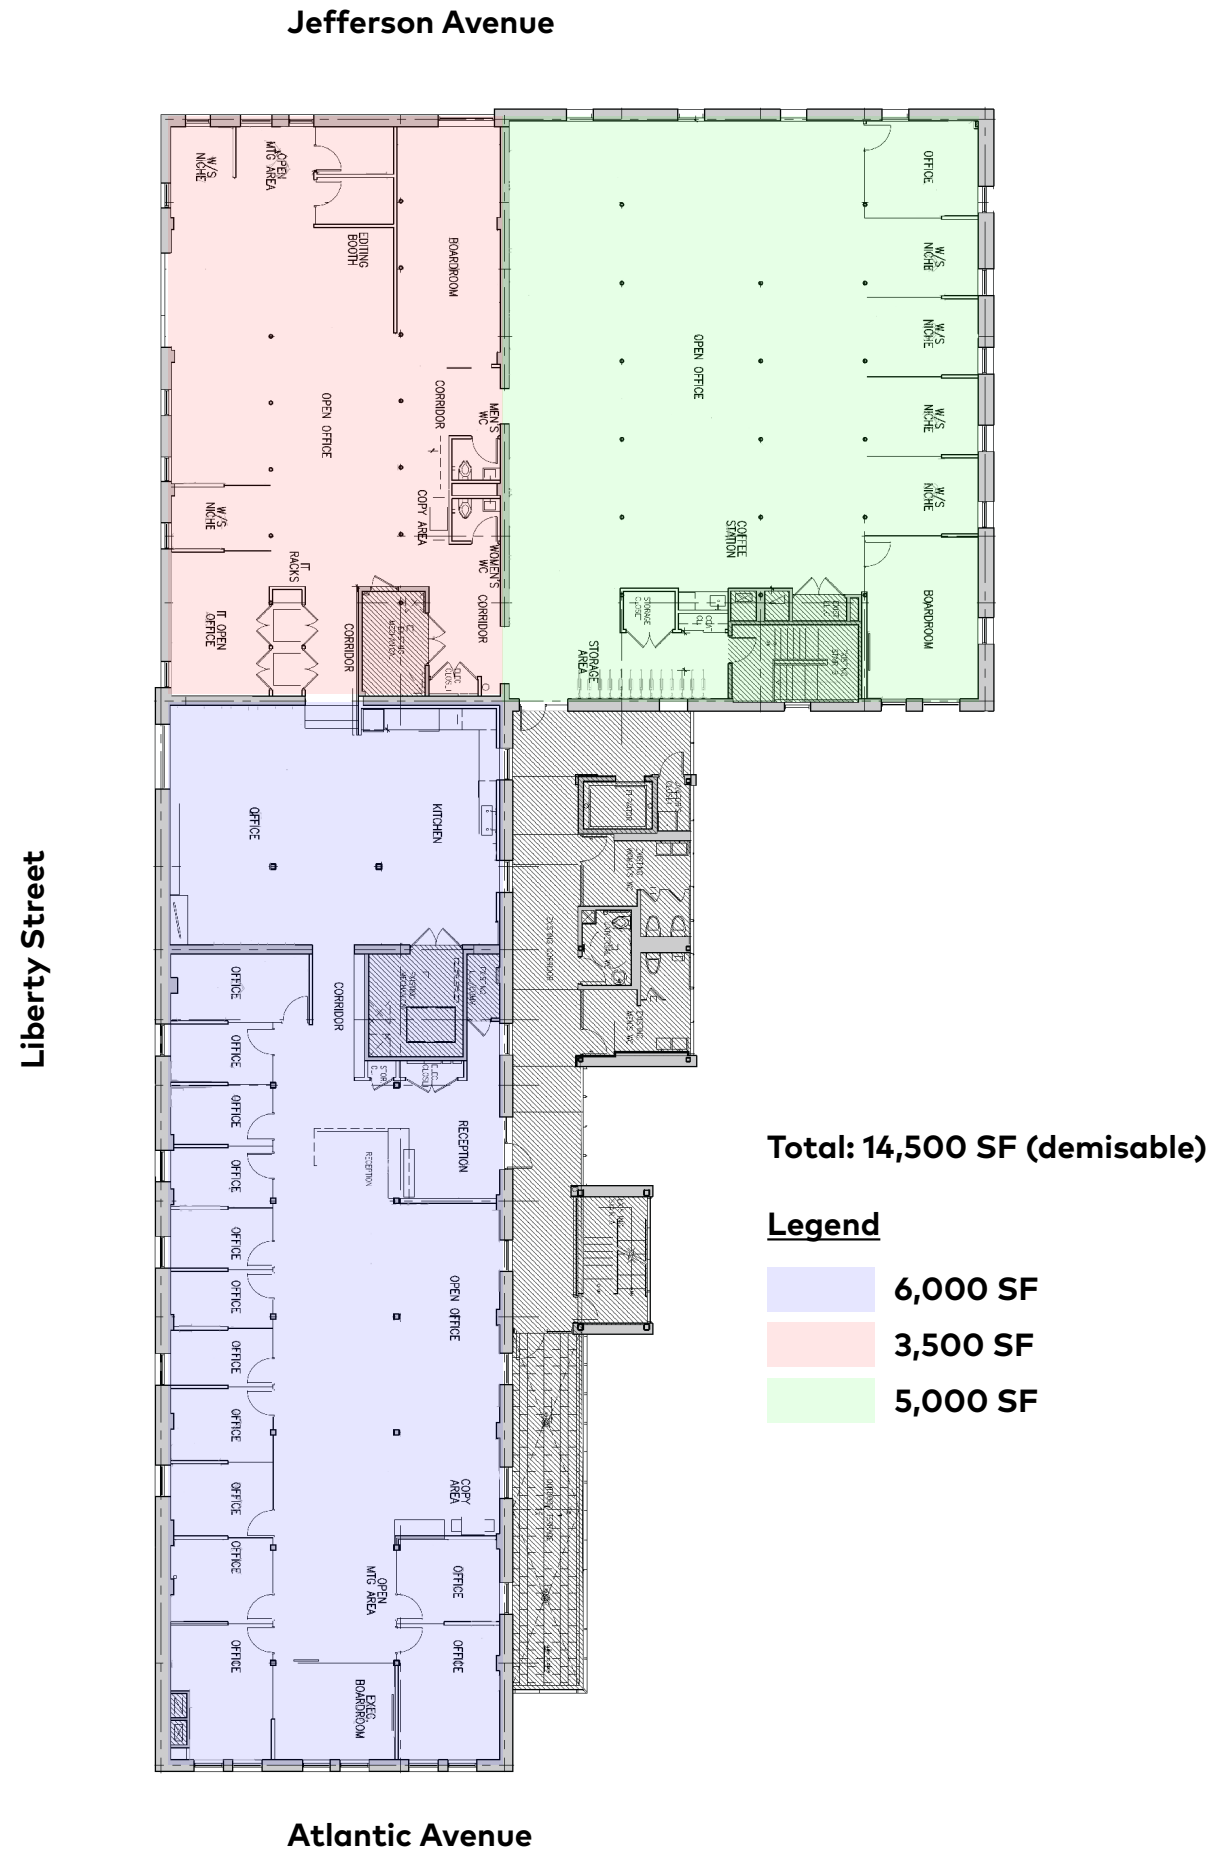 Jefferson Avenue
W/S
NICHE
OPEN
MTG AREA
EDITING
BOOTH
BOARDROOM
OFFICE
W/S
NICHE
W/S
NICHE
W/S
NICHE
W/S
NICHE
OPEN OFFICE
OPEN OFFICE
CORRIDOR
MEN'S
WC
COPY AREA
WOMEN'S
WC
W/S
NICHE
IT
RACKS
IT OPEN
OFFICE
CORRIDOR
CORRIDOR
COFFEE
STATION
STORAGE
AREA
BOARDROOM
OFFICE
KITCHEN
Liberty Street
EXISTING CORRIDOR
OFFICE
CORRIDOR
OFFICE
OFFICE
OFFICE
RECEPTION
RECEPTION
OFFICE
OFFICE
OPEN OFFICE
OFFICE
OFFICE
OFFICE
COPY
AREA
OFFICE
OPEN
MTG AREA
OFFICE
OFFICE
OFFICE
EXEC.
BOARDROOM
Total: 14,500 SF (demisable)
Legend
6,000 SF
3,500 SF
5,000 SF
Atlantic Avenue